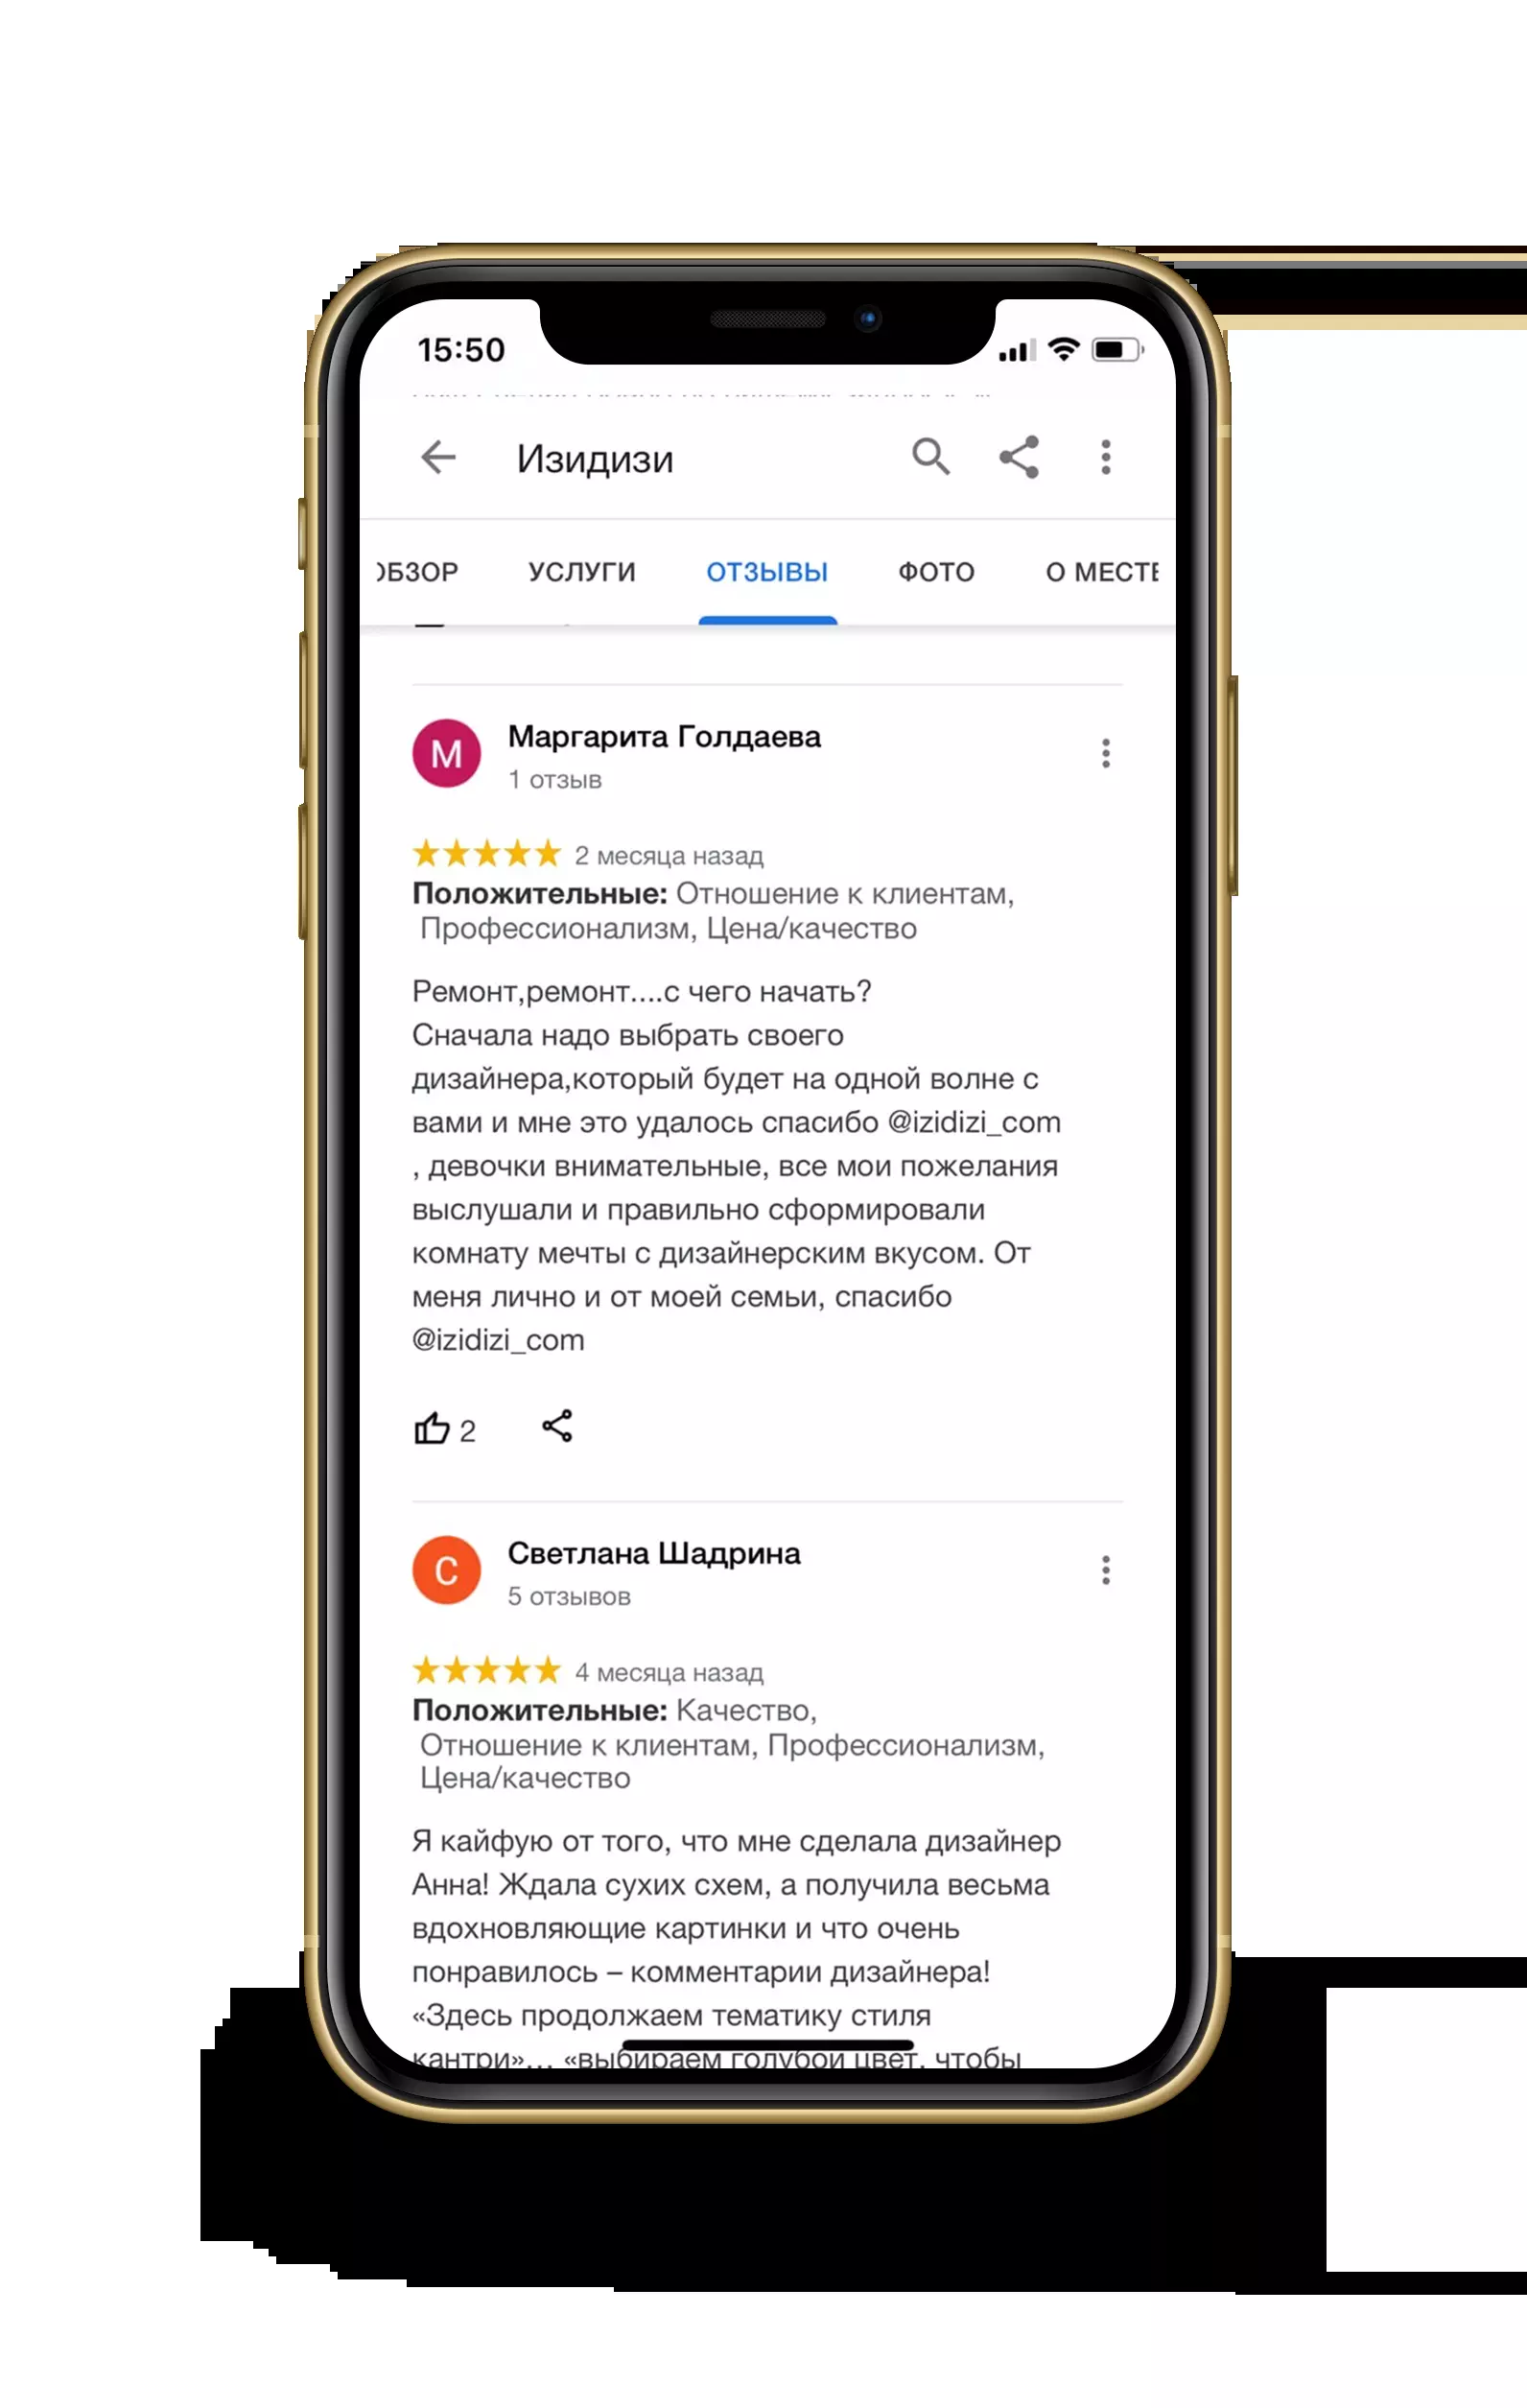 15:50
Изидизи
ОБЗОР УСЛУГИ ОТЗЫВЫ ФОТО О МЕСТЕ
М
Маргарита Голдаева
1 отзыв
2 месяца назад
Положительные: Отношение к клиентам,
Профессионализм, Цена/качество
Ремонт,ремонт....с чего начать?
Сначала надо выбрать своего
дизайнера,который будет на одной волне с
вами и мне это удалось спасибо @izidizi_com
, девочки внимательные, все мои пожелания
выслушали и правильно сформировали
комнату мечты с дизайнерским вкусом. От
меня лично и от моей семьи, спасибо
@izidizi_com
2
С
Светлана Шадрина
5 отзывов
4 месяца назад
Положительные: Качество,
Отношение к клиентам, Профессионализм,
Цена/качество
Я кайфую от того, что мне сделала дизайнер
Анна! Ждала сухих схем, а получила весьма
вдохновляющие картинки и что очень
понравилось – комментарии дизайнера!
«Здесь продолжаем тематику стиля
кантри»... «выбираем голубой цвет, чтобы